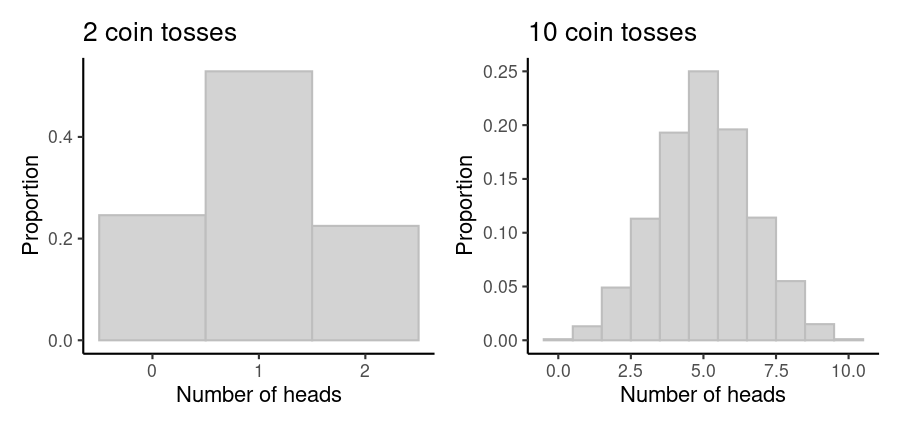 2 coin tosses
Proportion
0.4
0.2
0.0
0
1
2
Number of heads
10 coin tosses
Proportion
0.25
0.20
0.15
0.10
0.05
0.00
0.0
2.5
5.0
7.5
10.0
Number of heads